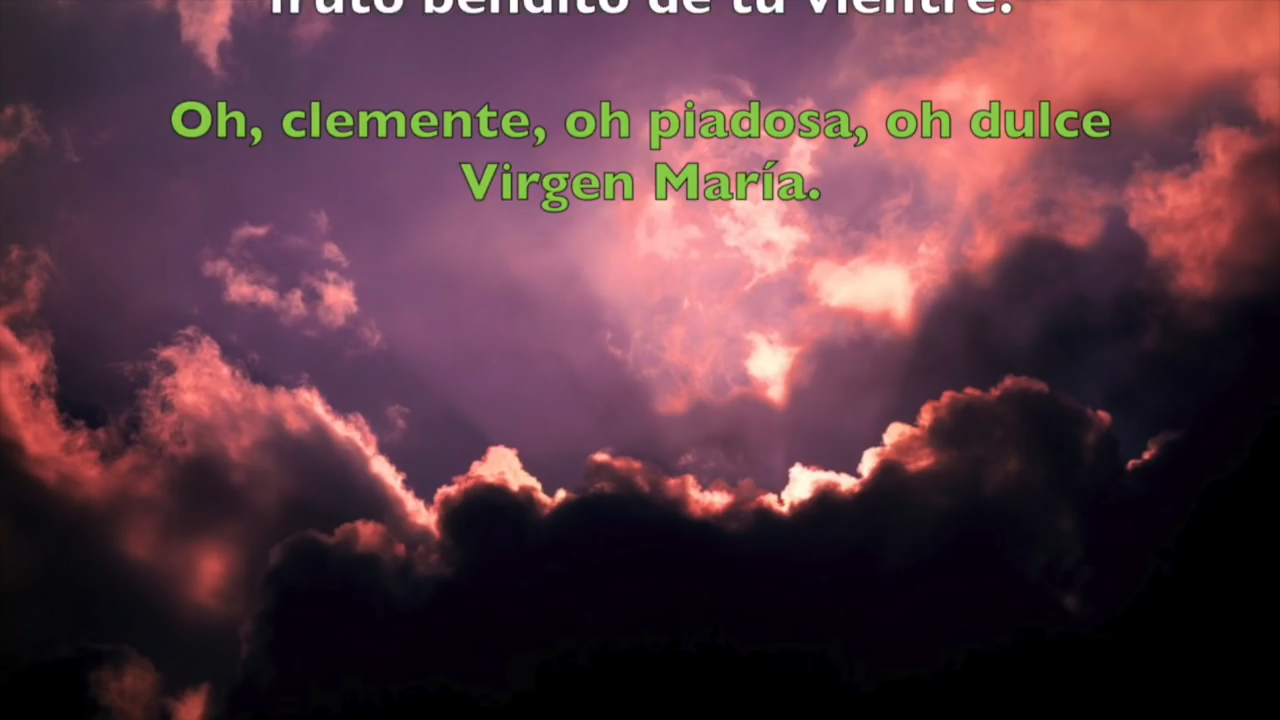 fruto bendito de tu vientre.
Oh, clemente, oh piadosa, oh dulce
Virgen María.